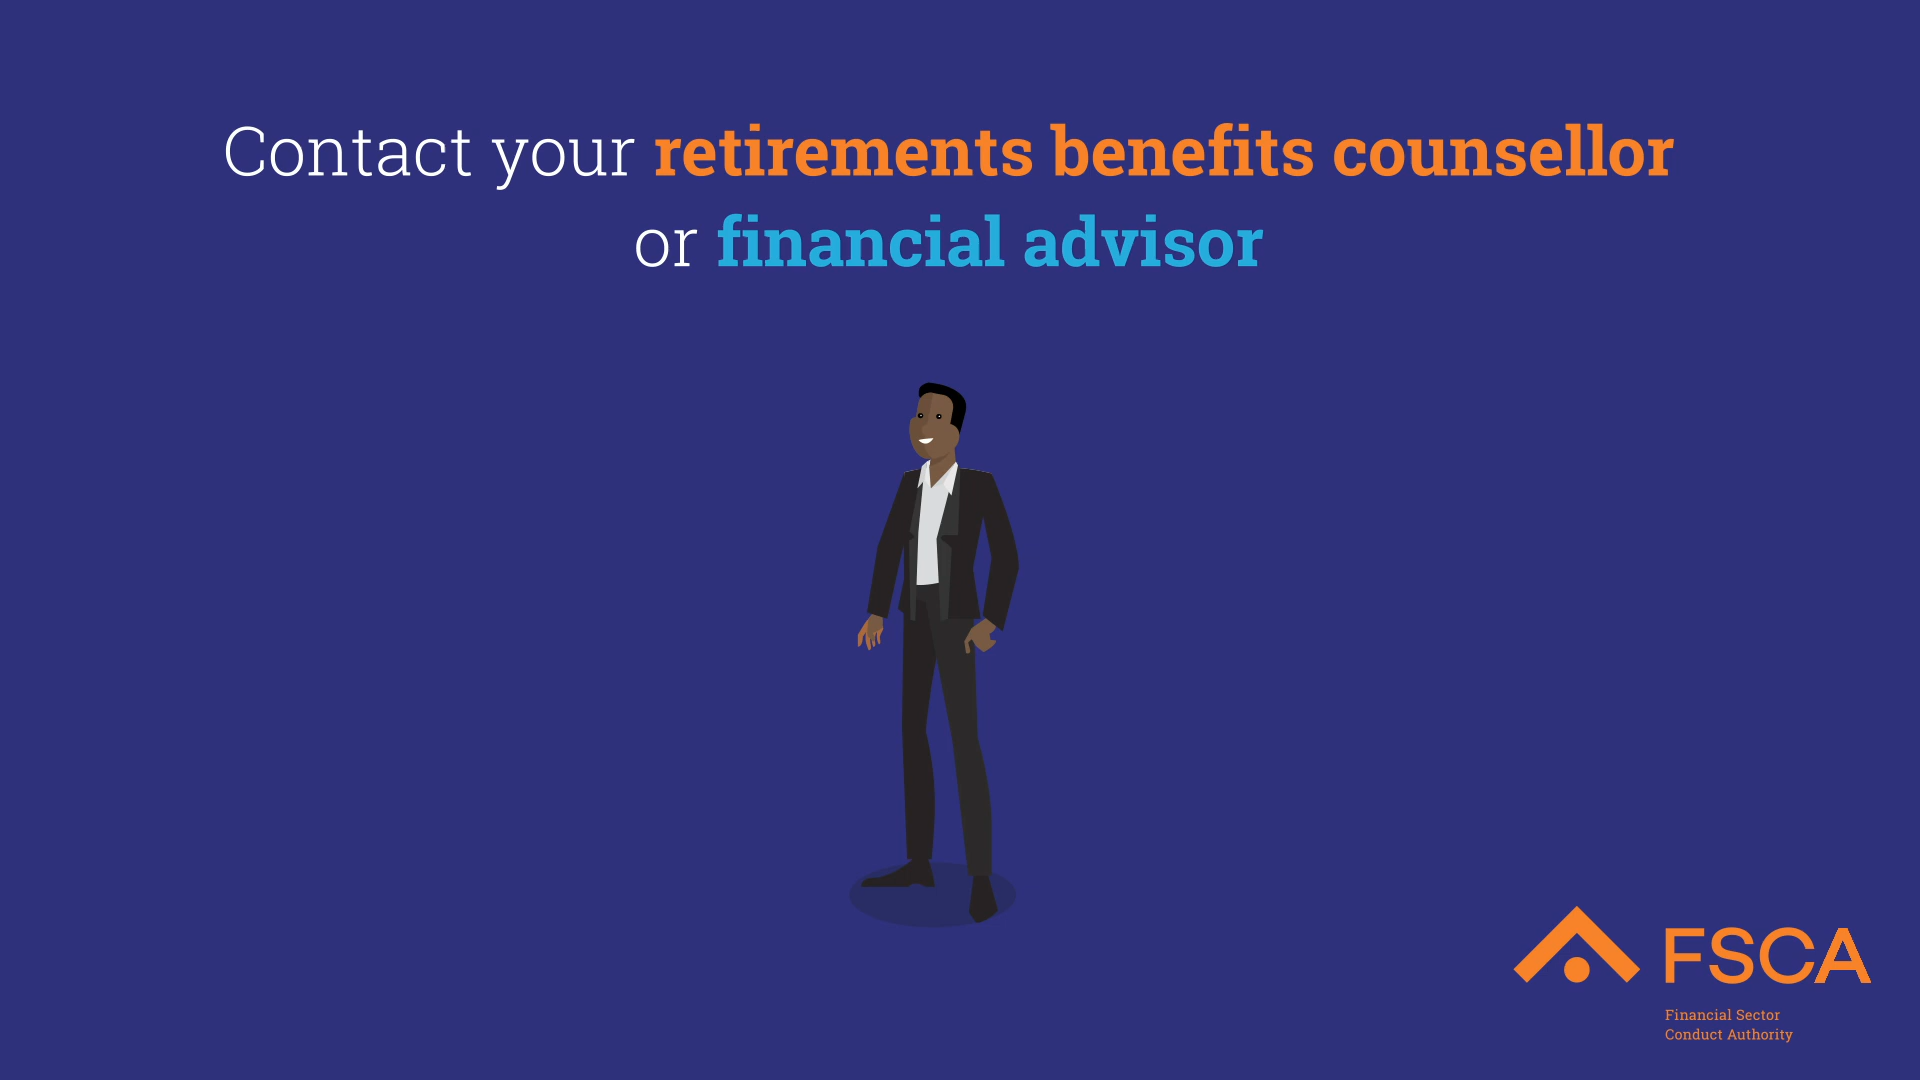 Contact your retirements benefits counsellor
or financial advisor
FSCA
Financial Sector
Conduct Authority